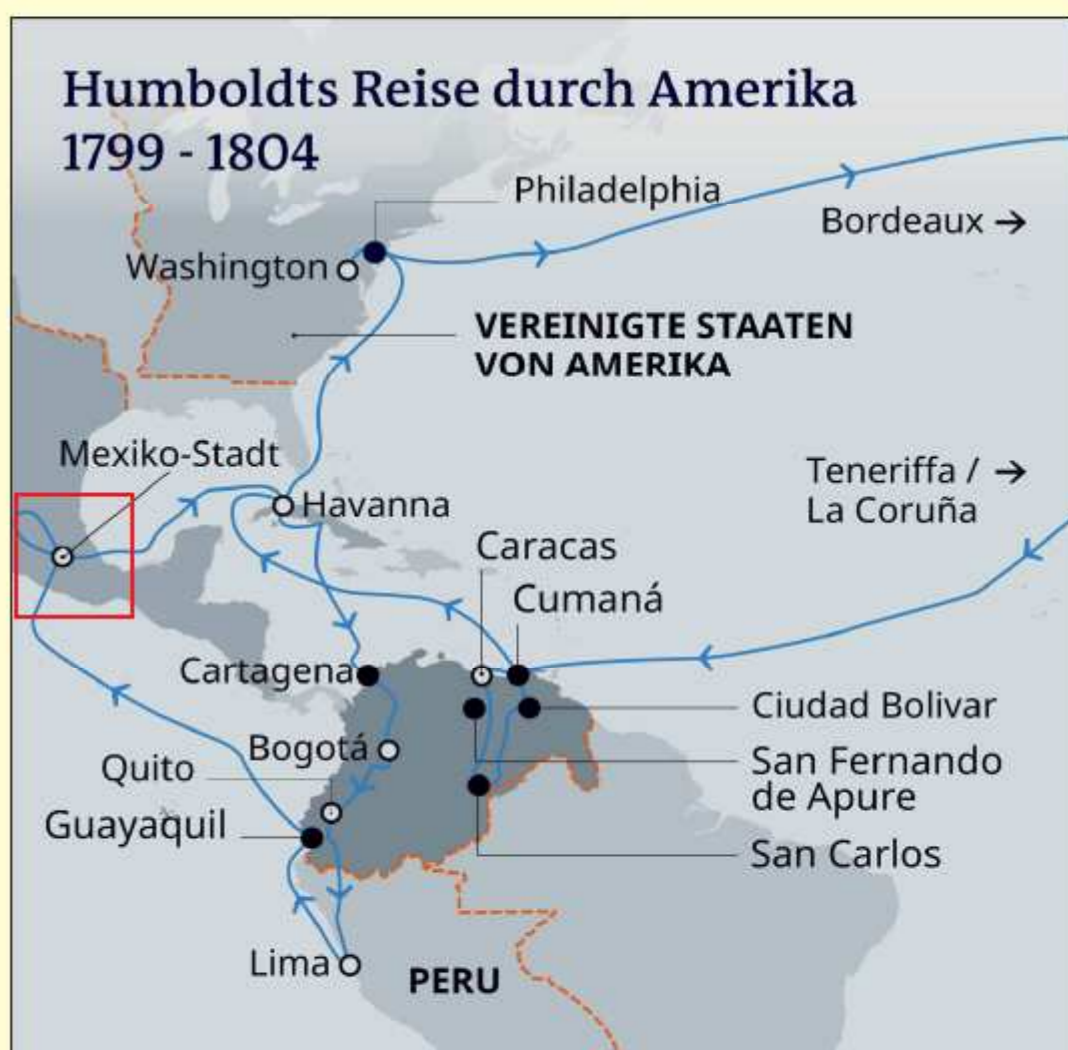 Humboldts Reise durch Amerika
1799 - 1804
Philadelphia
Bordeaux →
Washington
VEREINIGTE STAATEN
VON AMERIKA
Mexiko-Stadt
Teneriffa / →
La Coruña
Havanna
Caracas
Cumaná
Cartagena
Ciudad Bolivar
Bogotá
Quito
San Fernando
de Apure
Guayaquil
San Carlos
Lima
PERU